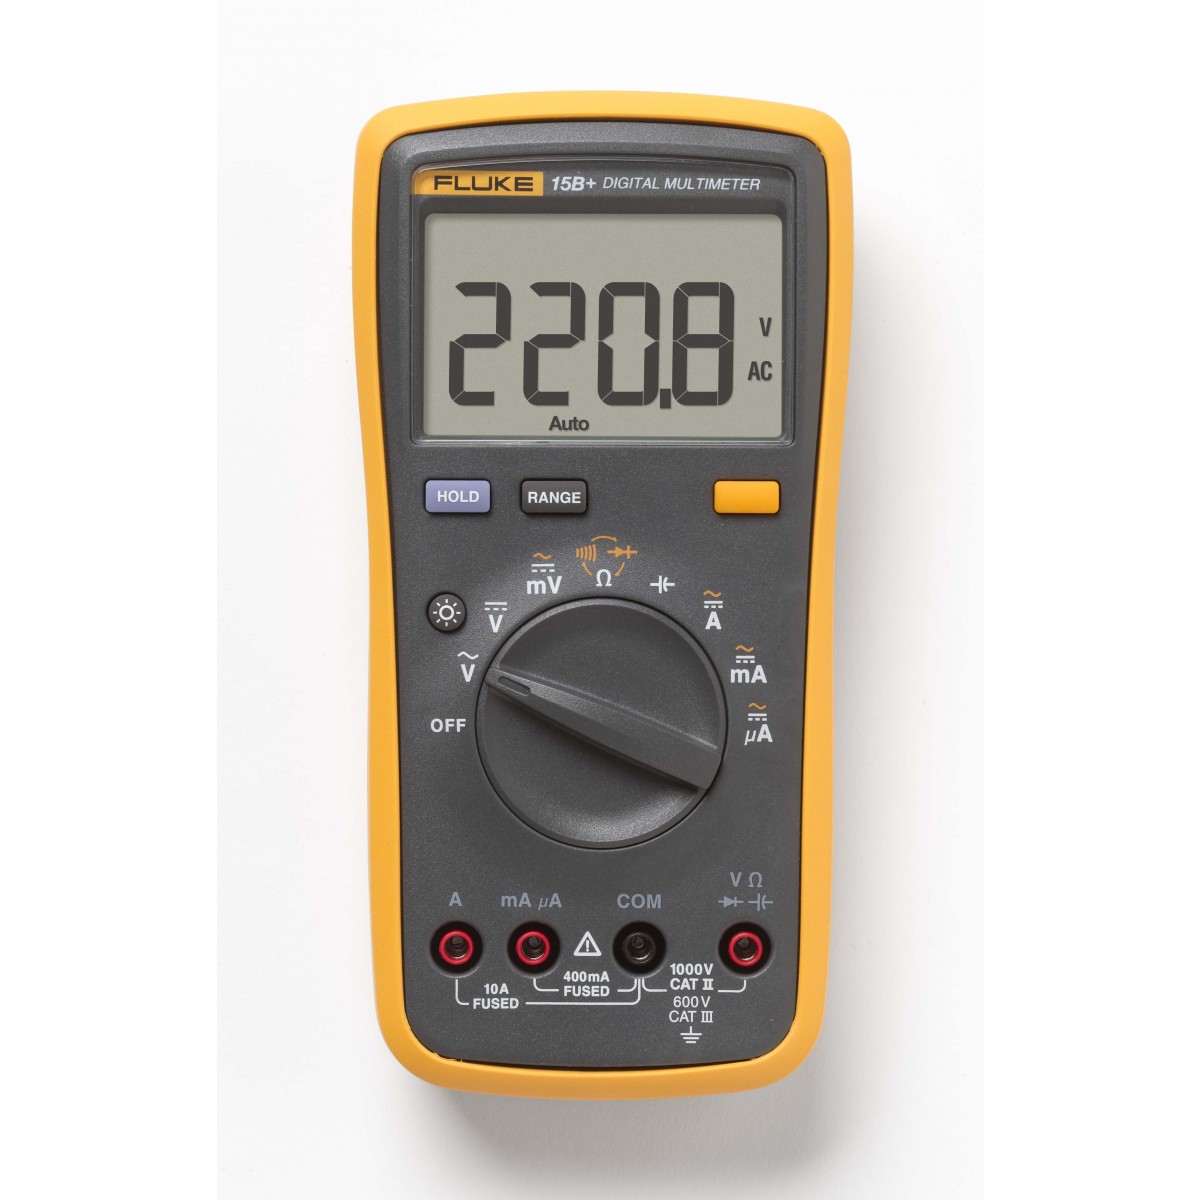 FLUKE 15B+ DIGITAL MULTIMETER
220.8 V
AC
Auto
HOLD RANGE
mV Ω
V A
V mA
OFF μA
A mA μA COM V Ω
10A
FUSED
400mA
FUSED
1000V
CAT II
600V
CAT III